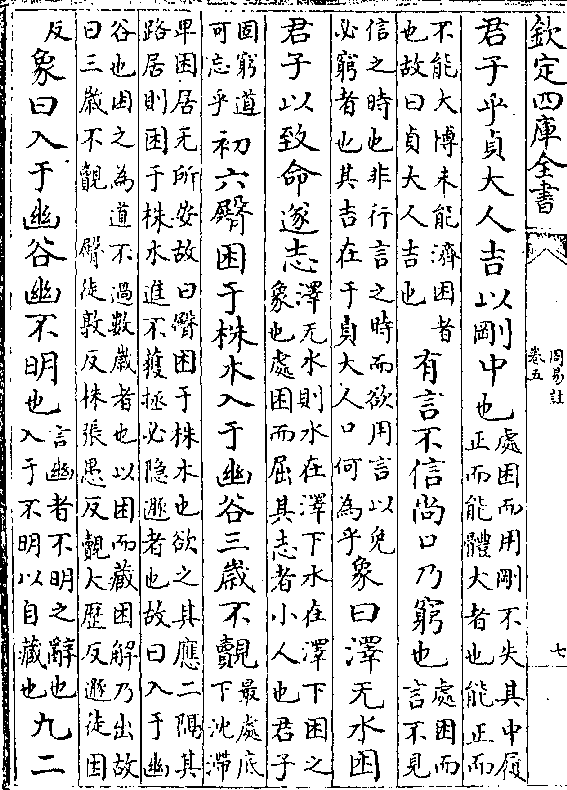 欽定四庫全書
周易註
卷五
七
君子乎貞大人吉以剛中也處困而用剛不失其中履正而能體大者也能正而
不能大博未能濟困者也故曰貞大人吉也有言不信尚口乃窮也處困而言不見
信之時也非行言之時而欲用言以免必窮者也其吉在于貞大人口何為乎象曰澤无水困
君子以致命遂志澤无水則水在澤下水在澤下困之象也處困而屈其志者小人也君子
固窮道可忘乎初六臀困于株木入于幽谷三歲不覿最處底下沈滯
卑困居无所安故曰臀困于株木也欲之其應二隔其路居則困于株木進不獲拯必隐遯者也故曰入于幽
谷也困之為道不過數歲者也以困而藏困解乃出故曰三歲不覿 臀徒敦反株張愚反覿大歷反遯徒困
反象曰入于幽谷幽不明也言幽者不明之辭也入于不明以自藏也九二